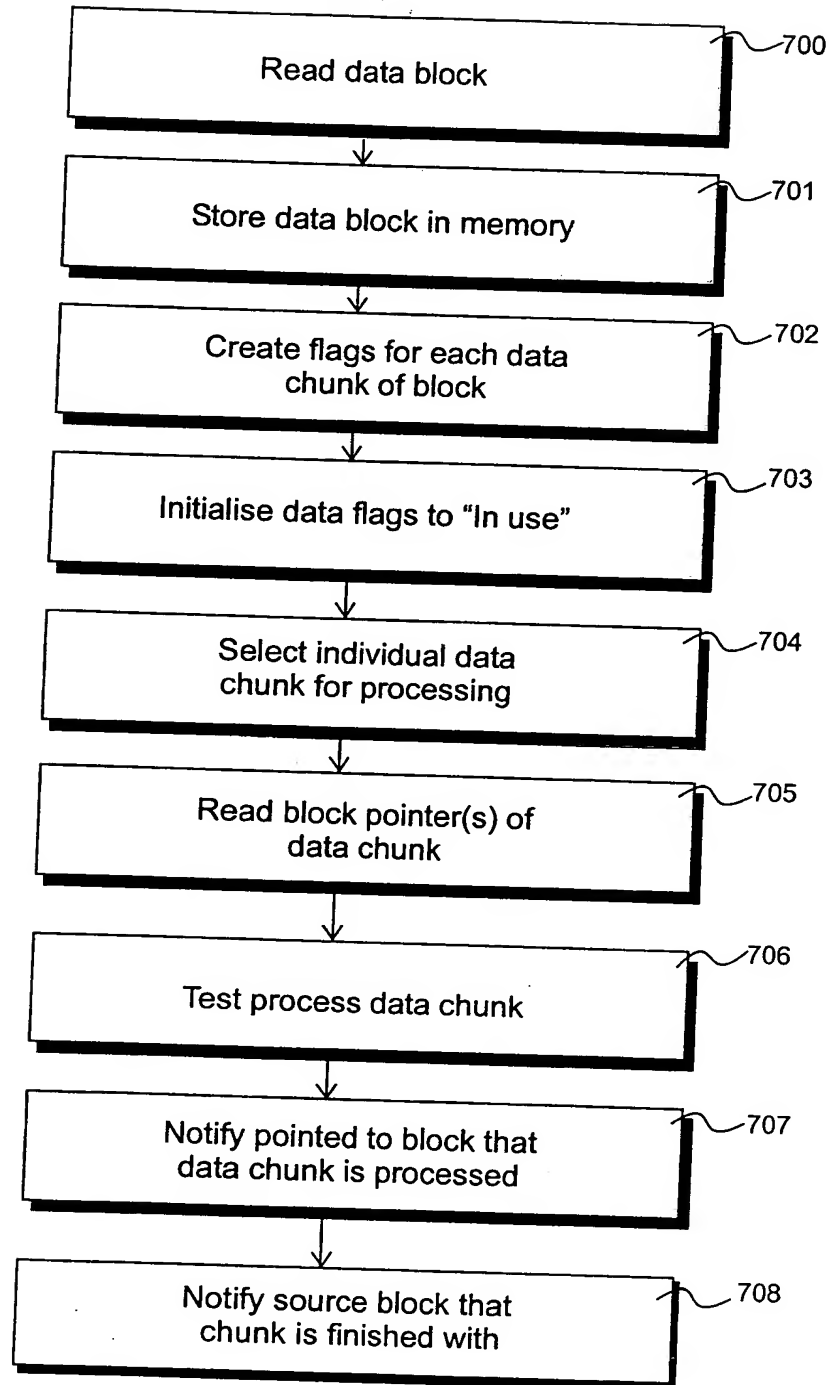 Read data block
700
Store data block in memory
701
Create flags for each data
chunk of block
702
Initialise data flags to “In use”
703
Select individual data
chunk for processing
704
Read block pointer(s) of
data chunk
705
Test process data chunk
706
Notify pointed to block that
data chunk is processed
707
Notify source block that
chunk is finished with
708